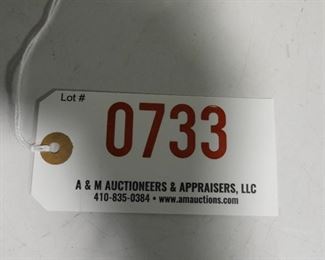 Lot #
0733
A & M AUCTIONEERS & APPRAISERS, LLC
410-835-0384 • www.amauctions.com